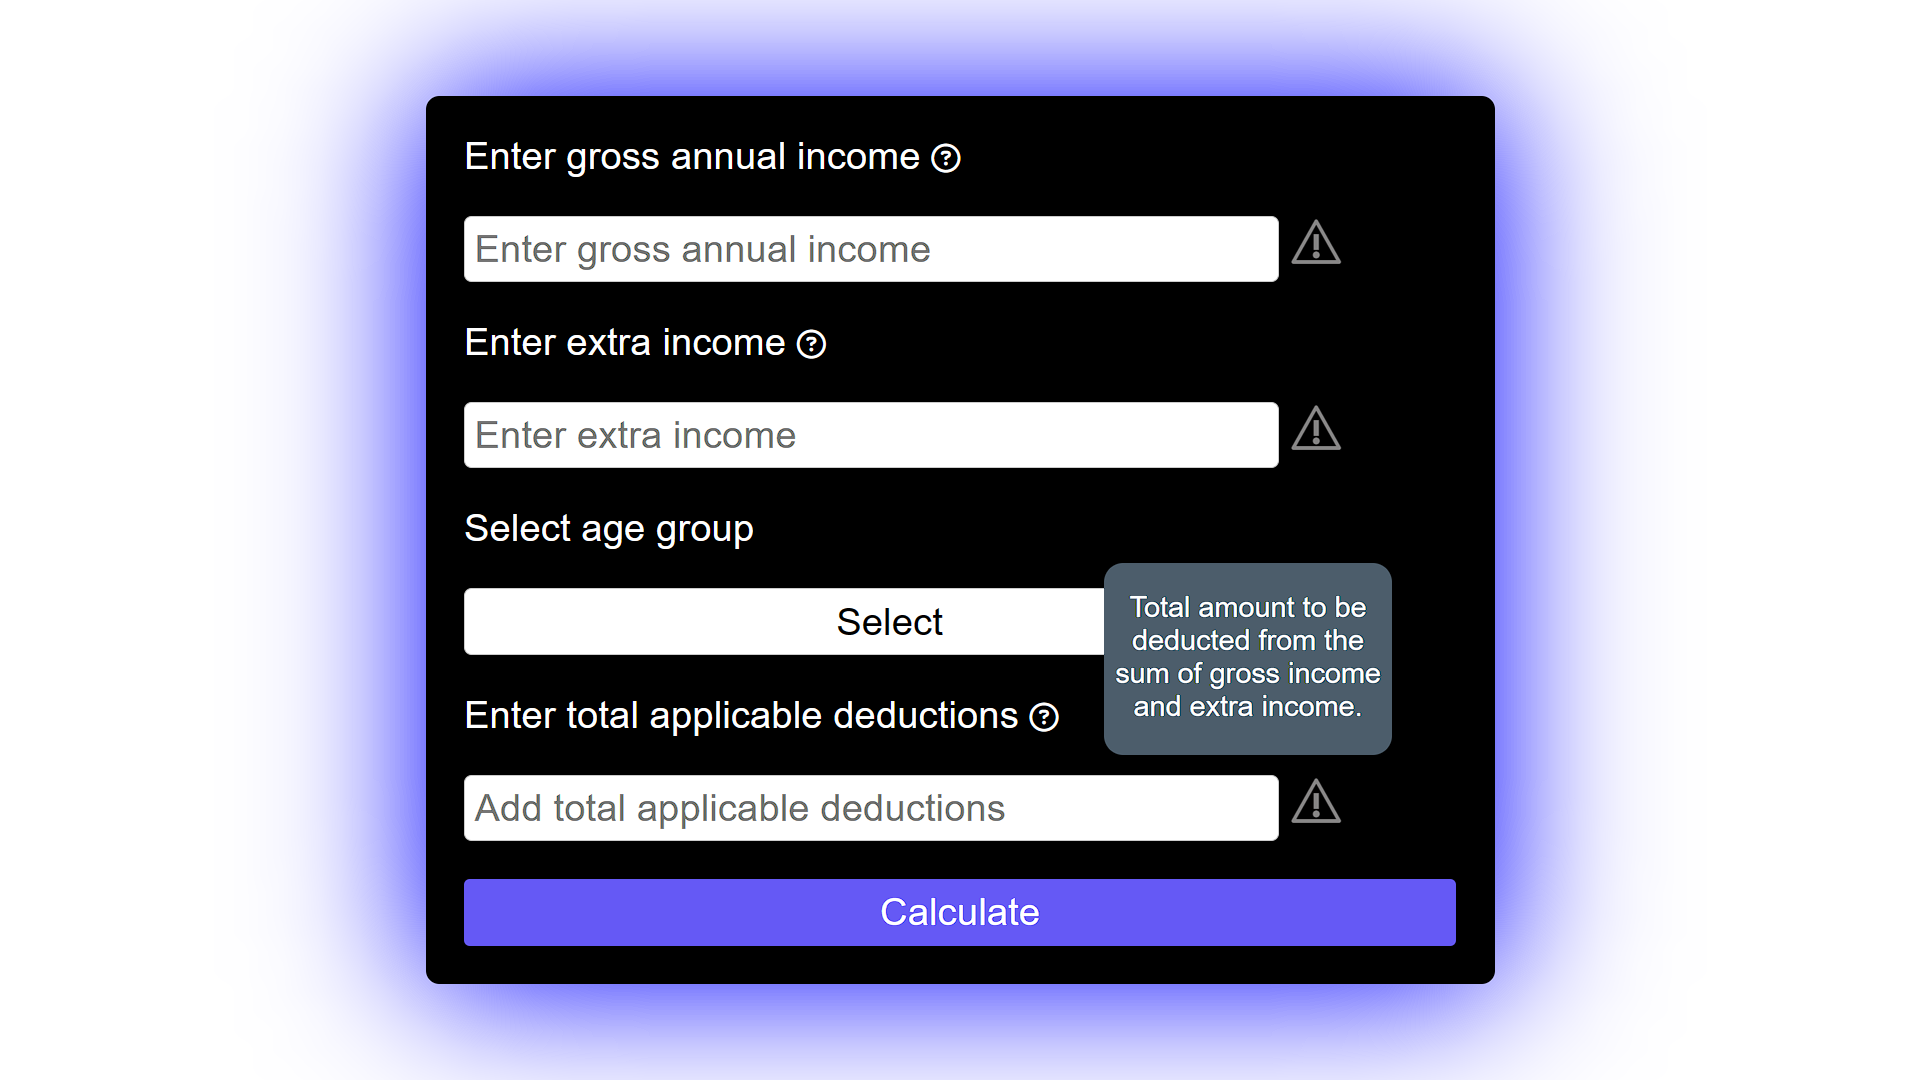 Enter gross annual income
Enter gross annual income
Enter extra income
Enter extra income
Select age group
Select
Total amount to be
deducted from the
sum of gross income
and extra income.
Enter total applicable deductions
Add total applicable deductions
Calculate